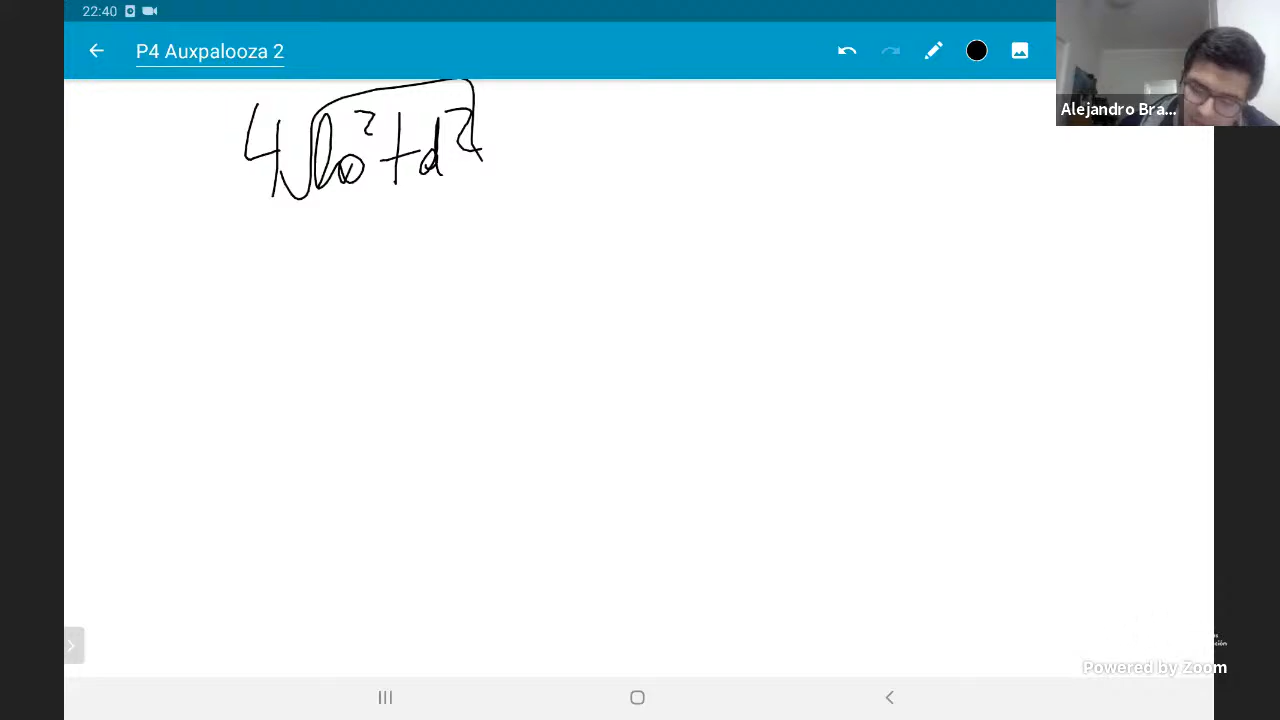 22:40
P4 Auxpalooza 2
Alejandro Bra...
4√(l₀² + d²)
Powered by Zoom